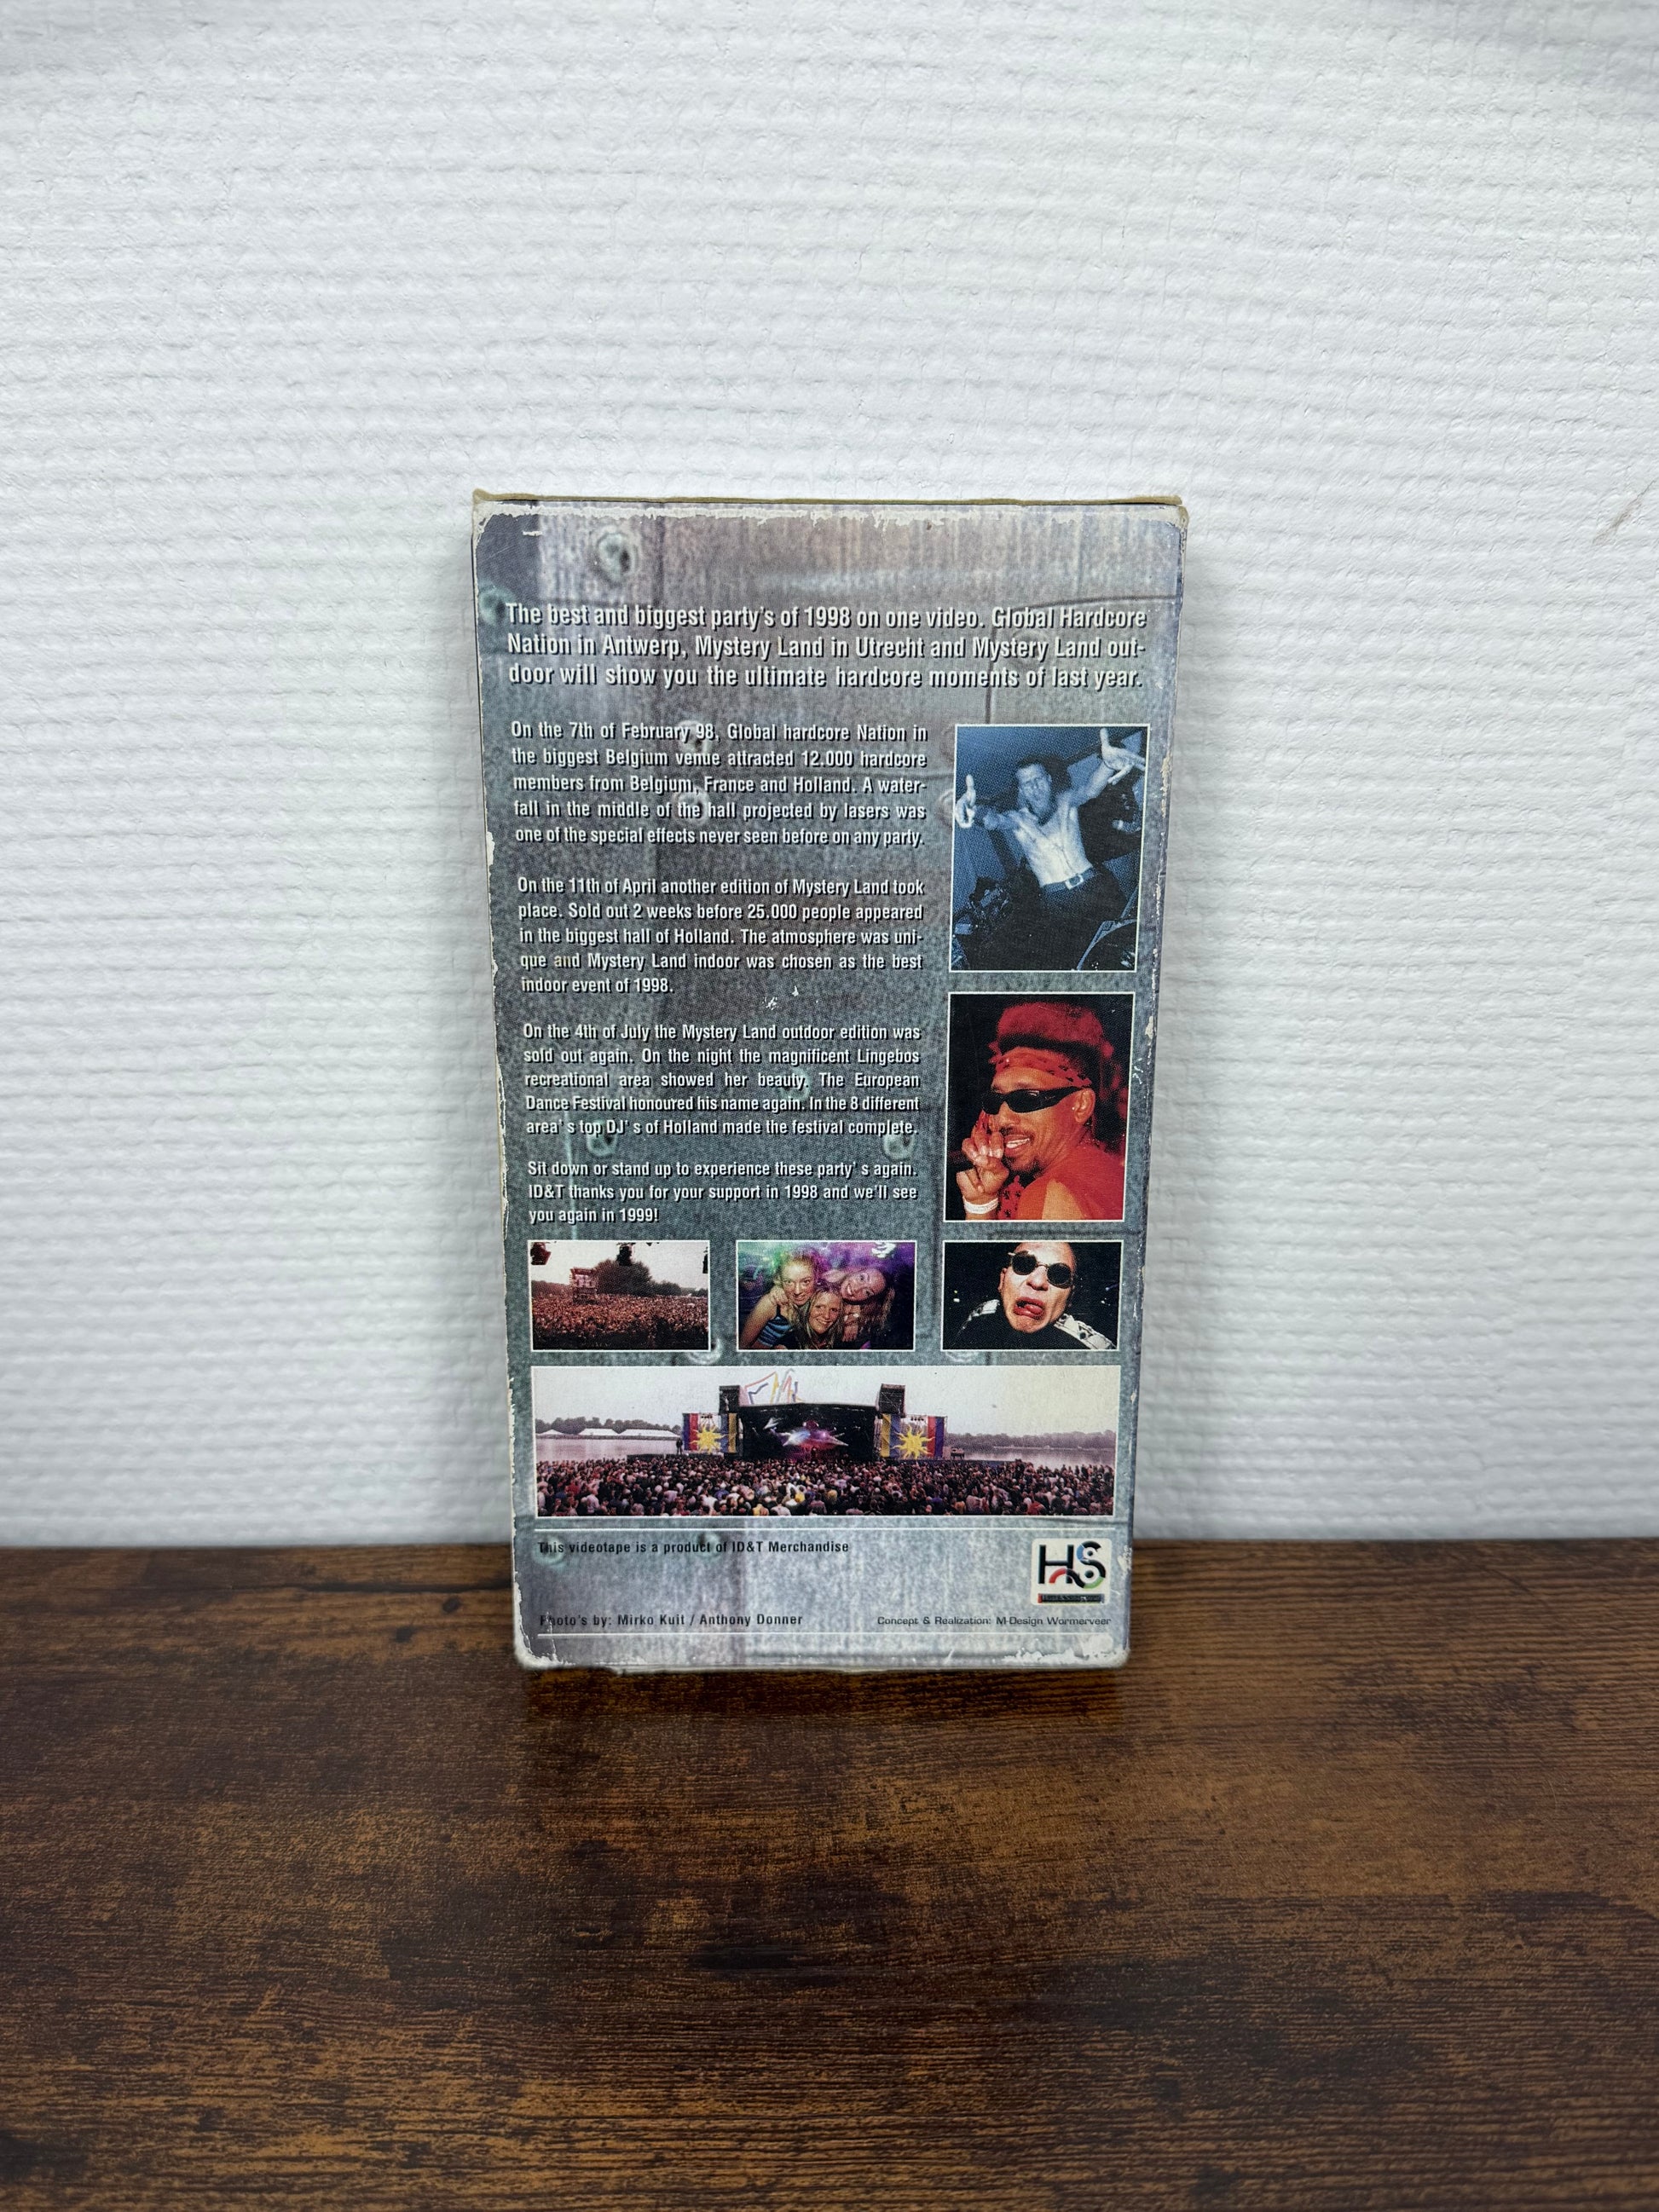 The best and biggest party's of 1998 on one video. Global Hardcore
Nation in Antwerp, Mystery Land in Utrecht and Mystery Land out-
door will show you the ultimate hardcore moments of last year.
On the 7th of February 98, Global hardcore Nation in
the biggest Belgium venue attracted 12.000 hardcore
members from Belgium, France and Holland. A water-
fall in the middle of the hall projected by lasers was
one of the special effects never seen before on any party.
On the 11th of April another edition of Mystery Land took
place. Sold out 2 weeks before 25.000 people appeared
in the biggest hall of Holland. The atmosphere was uni-
que and Mystery Land indoor was chosen as the best
indoor event of 1998.
On the 4th of July the Mystery Land outdoor edition was
sold out again. On the night the magnificent Lingebos
recreational area showed her beauty. The European
Dance Festival honoured his name again. In the 8 different
area's top DJ's of Holland made the festival complete.
Sit down or stand up to experience these party's again.
ID&T thanks you for your support in 1998 and we'll see
you again in 1999!
This videotape is a product of ID&T Merchandise
HS
Photo's by: Mirko Kuit / Anthony Donner
Concept & Realization: M-Design Wormerveer